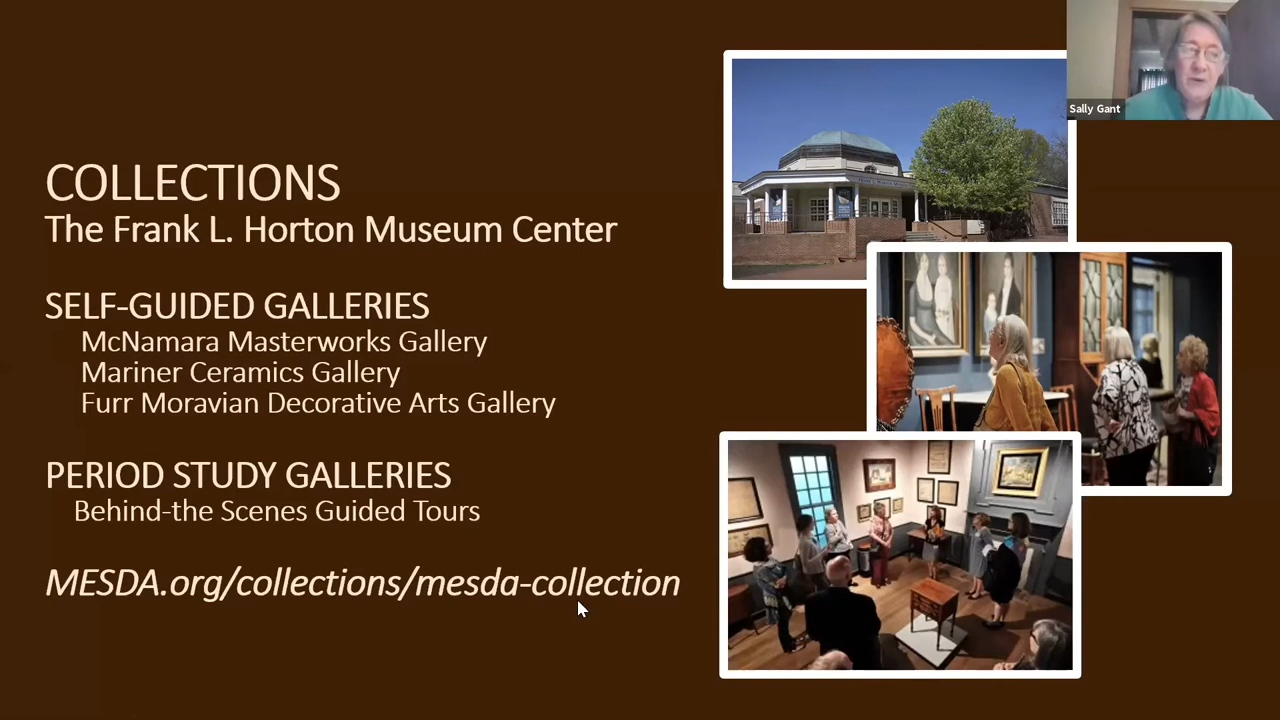 COLLECTIONS
The Frank L. Horton Museum Center
SELF-GUIDED GALLERIES
McNamara Masterworks Gallery
Mariner Ceramics Gallery
Furr Moravian Decorative Arts Gallery
PERIOD STUDY GALLERIES
Behind-the Scenes Guided Tours
MESDA.org/collections/mesda-collection
Sally Gant